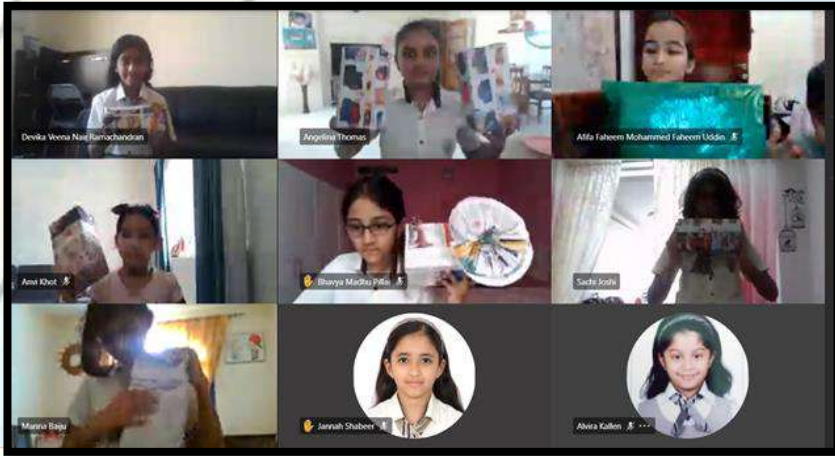 Devika Veena Nair Ramachandran
Angelina Thomas
Afifa Faheem Mohammed Faheem Uddin
Anvi Khot
Bhavya Madhu Pillai
Sachi Joshi
Manna Baiju
Jannah Shabeer
Alvira Kallen